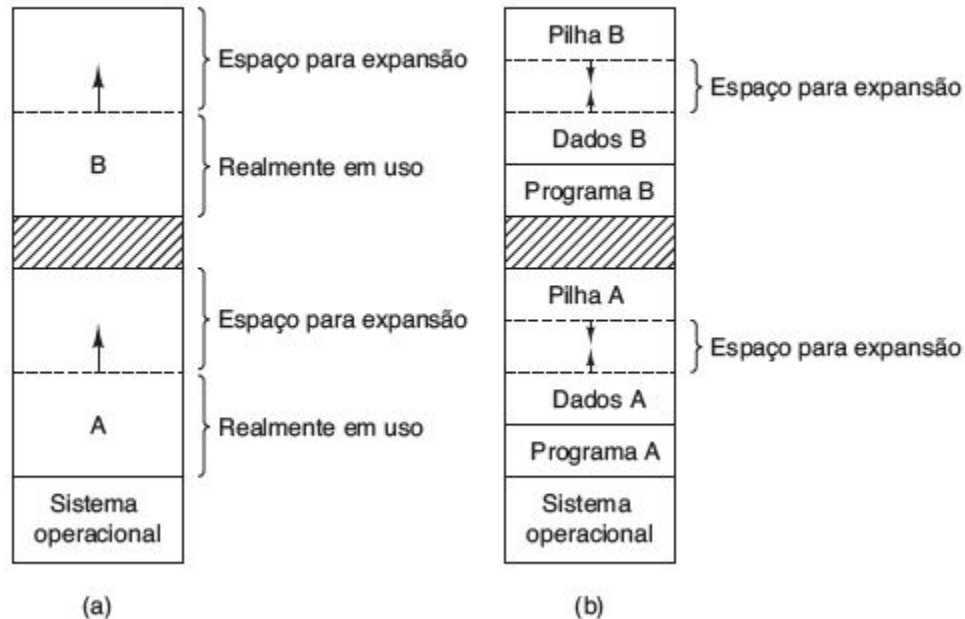 Espaço para expansão
B
Realmente em uso
Espaço para expansão
A
Realmente em uso
Sistema
operacional
(a)
Pilha B
Espaço para expansão
Dados B
Programa B
Pilha A
Espaço para expansão
Dados A
Programa A
Sistema
operacional
(b)